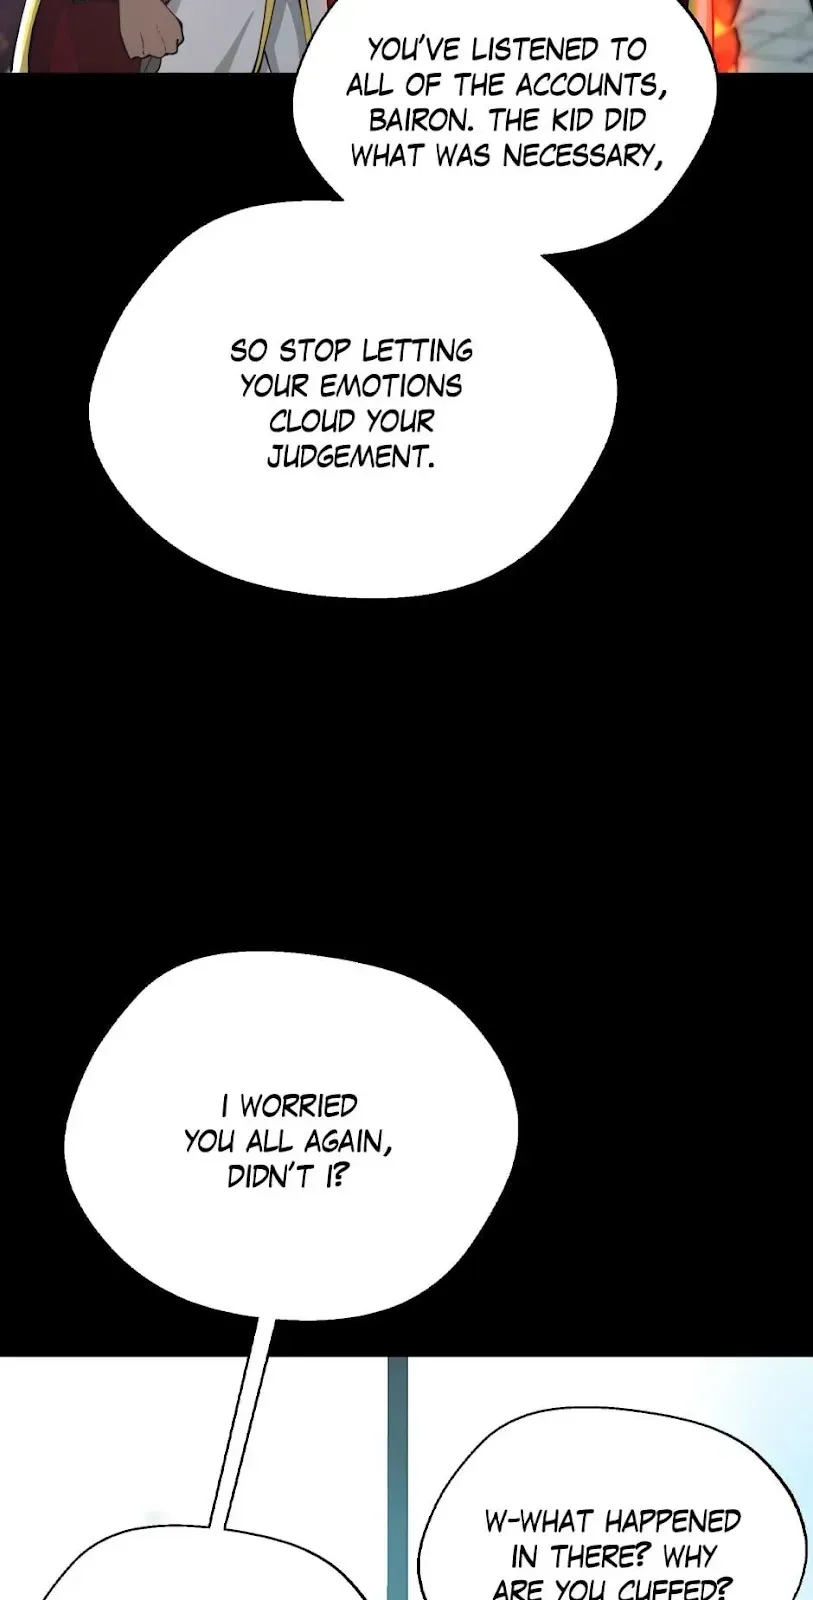 YOU'VE LISTENED TO
ALL OF THE ACCOUNTS,
BAIRON. THE KID DID
WHAT WAS NECESSARY,
SO STOP LETTING
YOUR EMOTIONS
CLOUD YOUR
JUDGEMENT.
I WORRIED
YOU ALL AGAIN,
DIDN'T I?
W-WHAT HAPPENED
IN THERE? WHY
ARE YOU CUFFED?